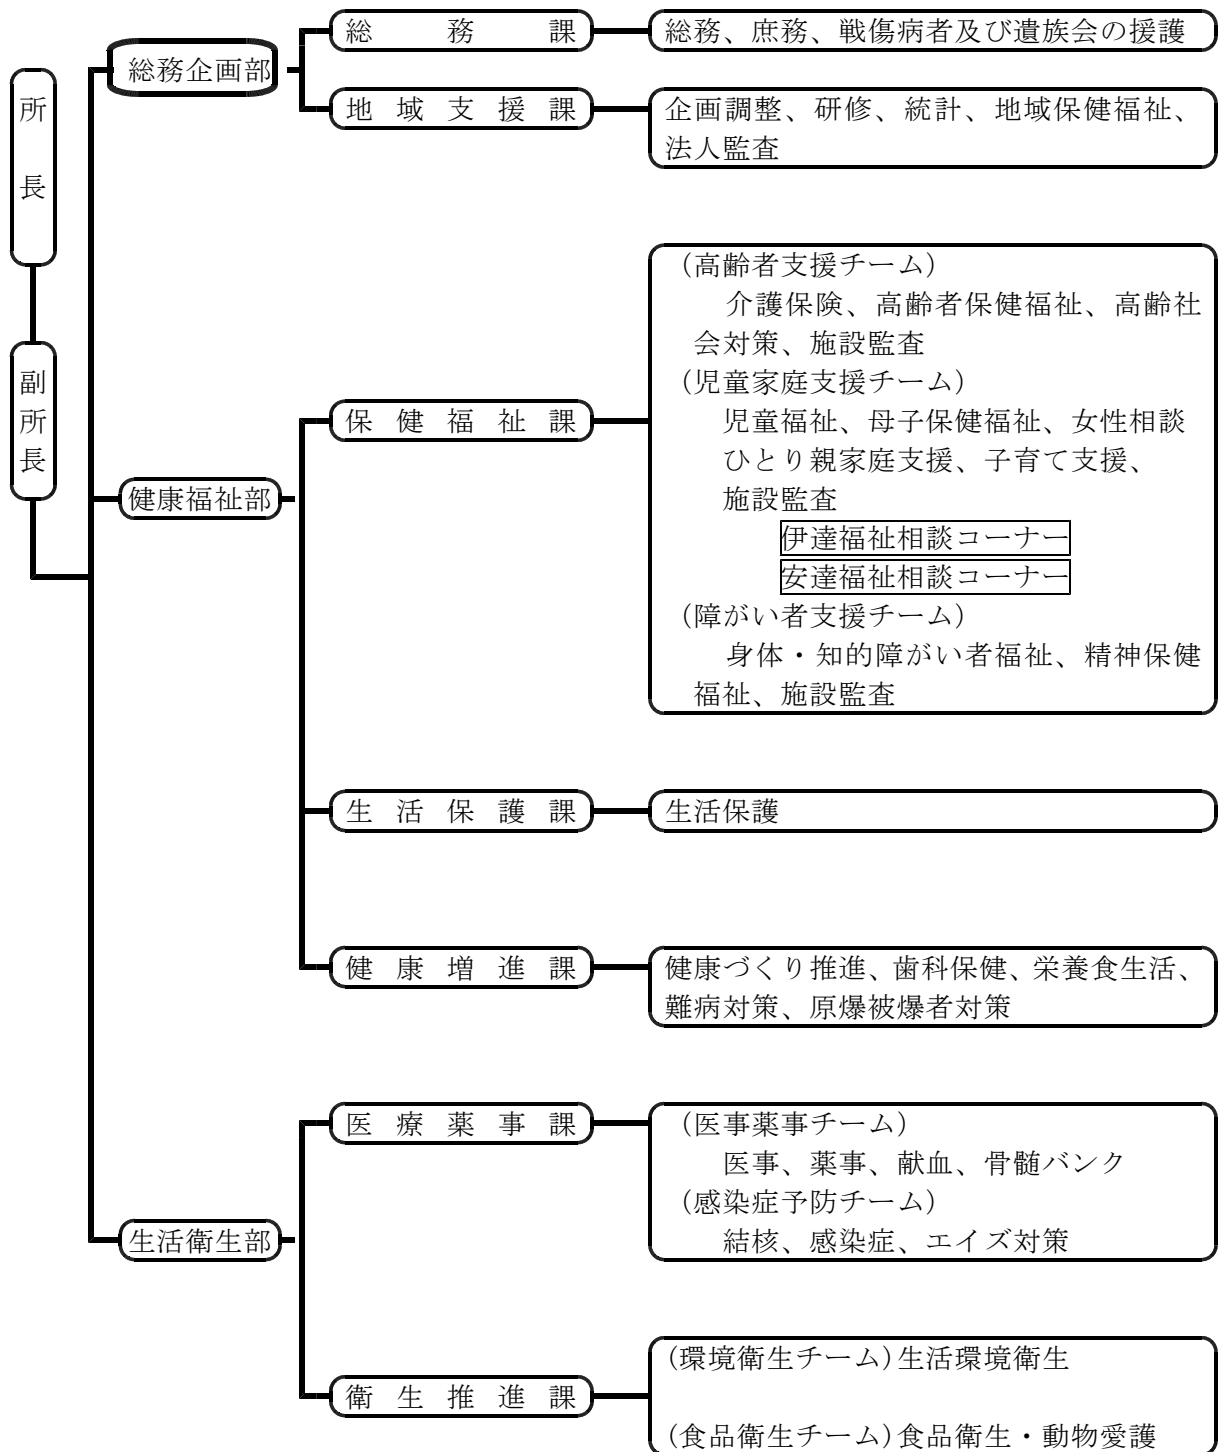 所長
副所長
総務企画部
総務課
総務、庶務、戦傷病者及び遺族会の援護
地域支援課
企画調整、研修、統計、地域保健福祉、
法人監査
健康福祉部
保健福祉課
(高齢者支援チーム)
介護保険、高齢者保健福祉、高齢社
会対策、施設監査
(児童家庭支援チーム)
児童福祉、母子保健福祉、女性相談
ひとり親家庭支援、子育て支援、
施設監査
伊達福祉相談コーナー
安達福祉相談コーナー
(障がい者支援チーム)
身体・知的障がい者福祉、精神保健
福祉、施設監査
生活保護課
生活保護
健康増進課
健康づくり推進、歯科保健、栄養食生活、
難病対策、原爆被爆者対策
生活衛生部
医療薬事課
(医事薬事チーム)
医事、薬事、献血、骨髄バンク
(感染症予防チーム)
結核、感染症、エイズ対策
衛生推進課
(環境衛生チーム)生活環境衛生
(食品衛生チーム)食品衛生・動物愛護